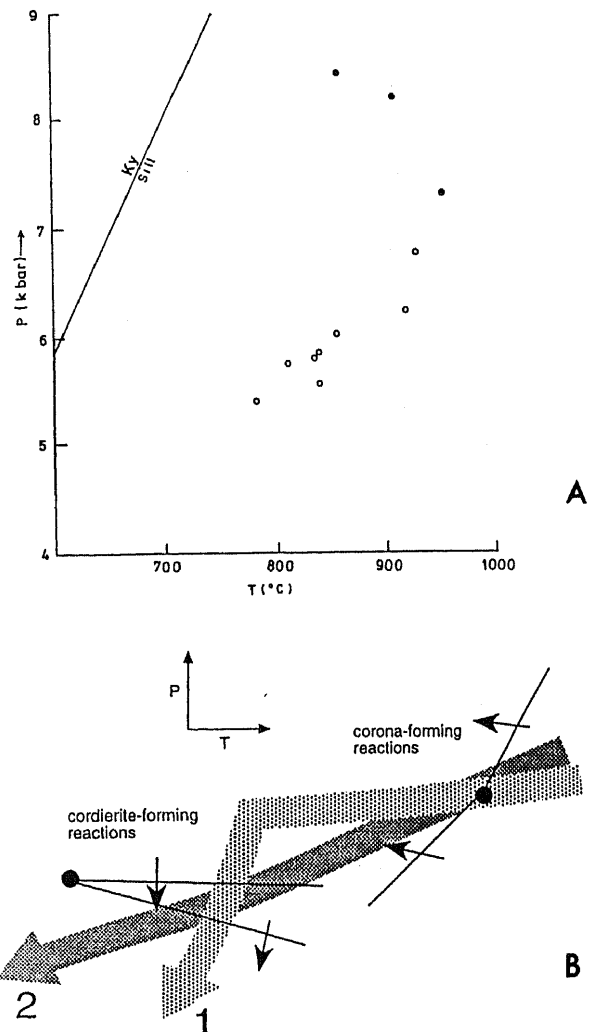 9
8
7
6
5
4
P (k bar)→
Ky
sill
700
800
900
1000
T (°C)
A
P
T
corona-forming
reactions
cordierite-forming
reactions
2
1
B